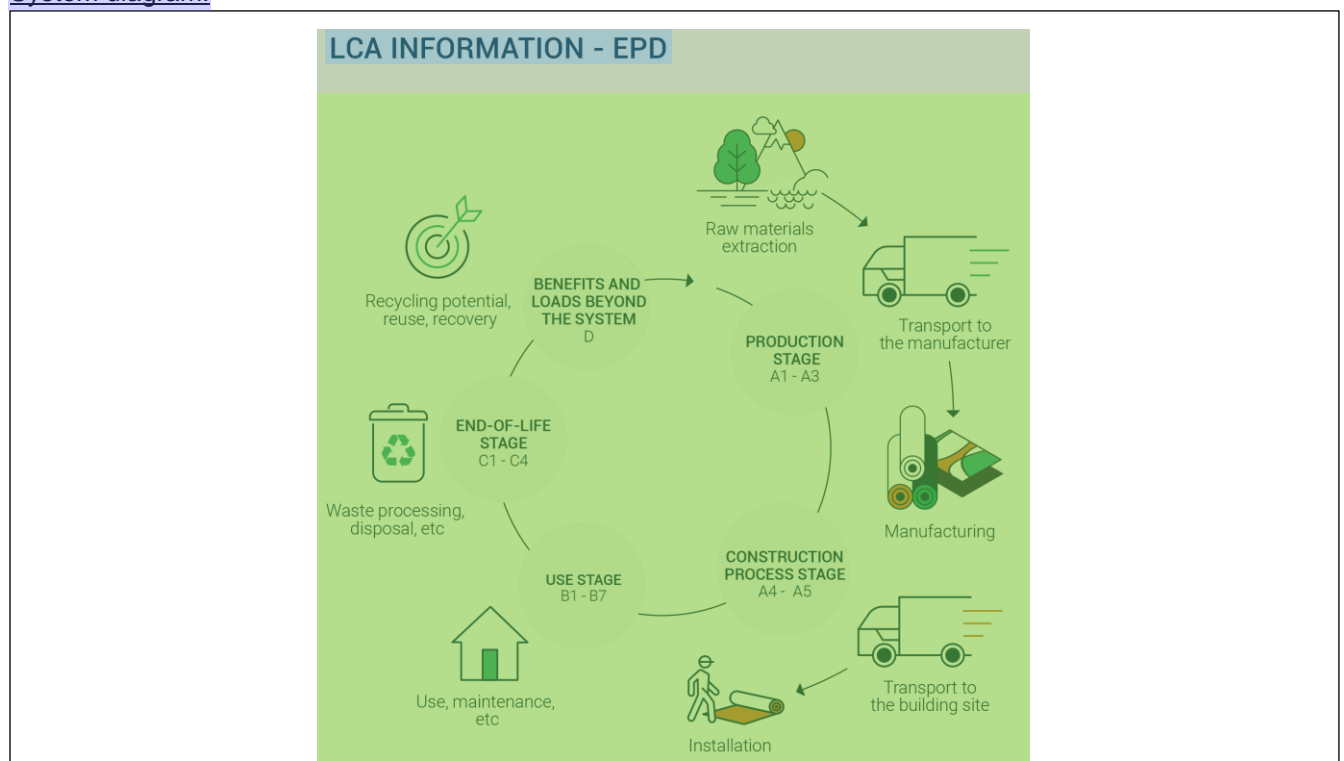 System diagram:
LCA INFORMATION - EPD
Raw materials
extraction
Transport to
the manufacturer
Manufacturing
Transport to
the building site
Installation
Use, maintenance,
etc
Waste processing,
disposal, etc
Recycling potential,
reuse, recovery
BENEFITS AND
LOADS BEYOND
THE SYSTEM
D
PRODUCTION
STAGE
A1 - A3
CONSTRUCTION
PROCESS STAGE
A4 - A5
USE STAGE
B1 - B7
END-OF-LIFE
STAGE
C1 - C4